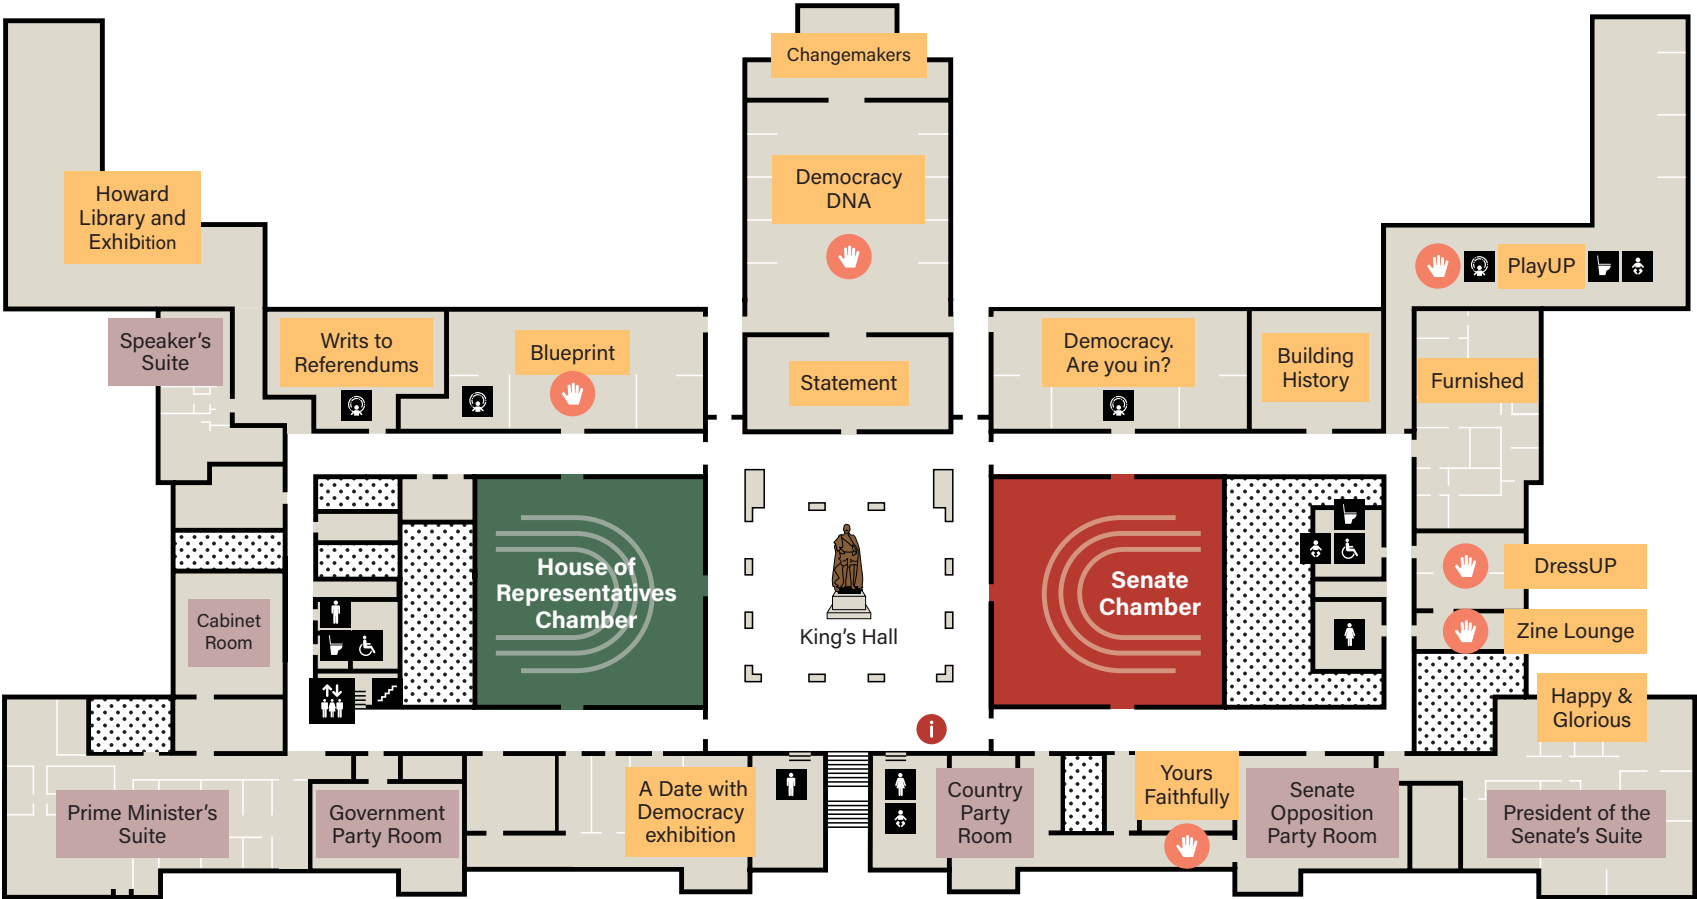 Changemakers
Democracy
DNA
Howard
Library and
Exhibition
PlayUP
Speaker's
Suite
Writs to
Referendums
Blueprint
Statement
Democracy.
Are you in?
Building
History
Furnished
House of
Representatives
Chamber
King's Hall
Senate
Chamber
DressUP
Zine Lounge
Cabinet
Room
Happy &
Glorious
i
Prime Minister's
Suite
Government
Party Room
A Date with
Democracy
exhibition
Country
Party
Room
Yours
Faithfully
Senate
Opposition
Party Room
President of the
Senate's Suite